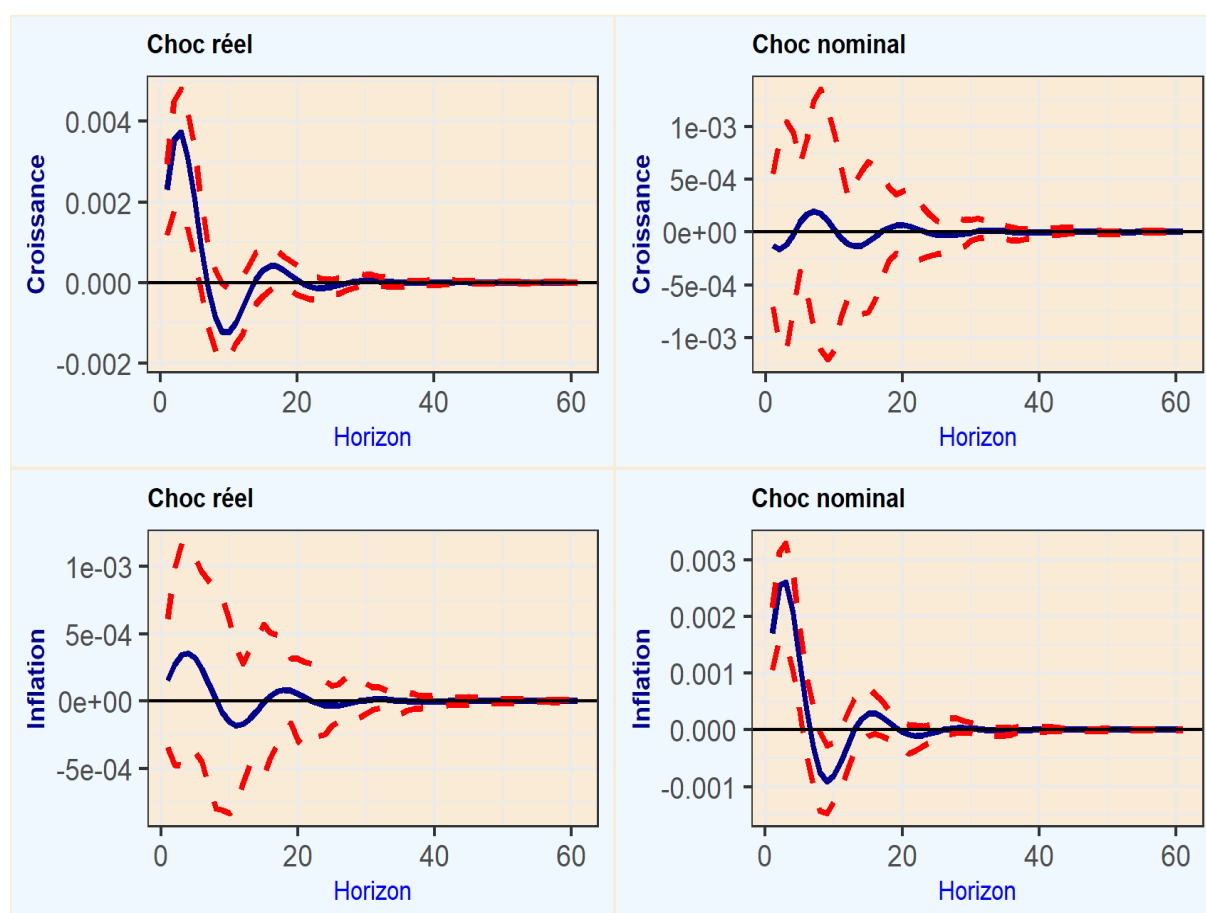 Choc réel
Croissance
0.004
0.002
0.000
-0.002
0
20
40
60
Horizon
Choc nominal
Croissance
1e-03
5e-04
0e+00
-5e-04
-1e-03
0
20
40
60
Horizon
Choc réel
Inflation
1e-03
5e-04
0e+00
-5e-04
0
20
40
60
Horizon
Choc nominal
Inflation
0.003
0.002
0.001
0.000
-0.001
0
20
40
60
Horizon